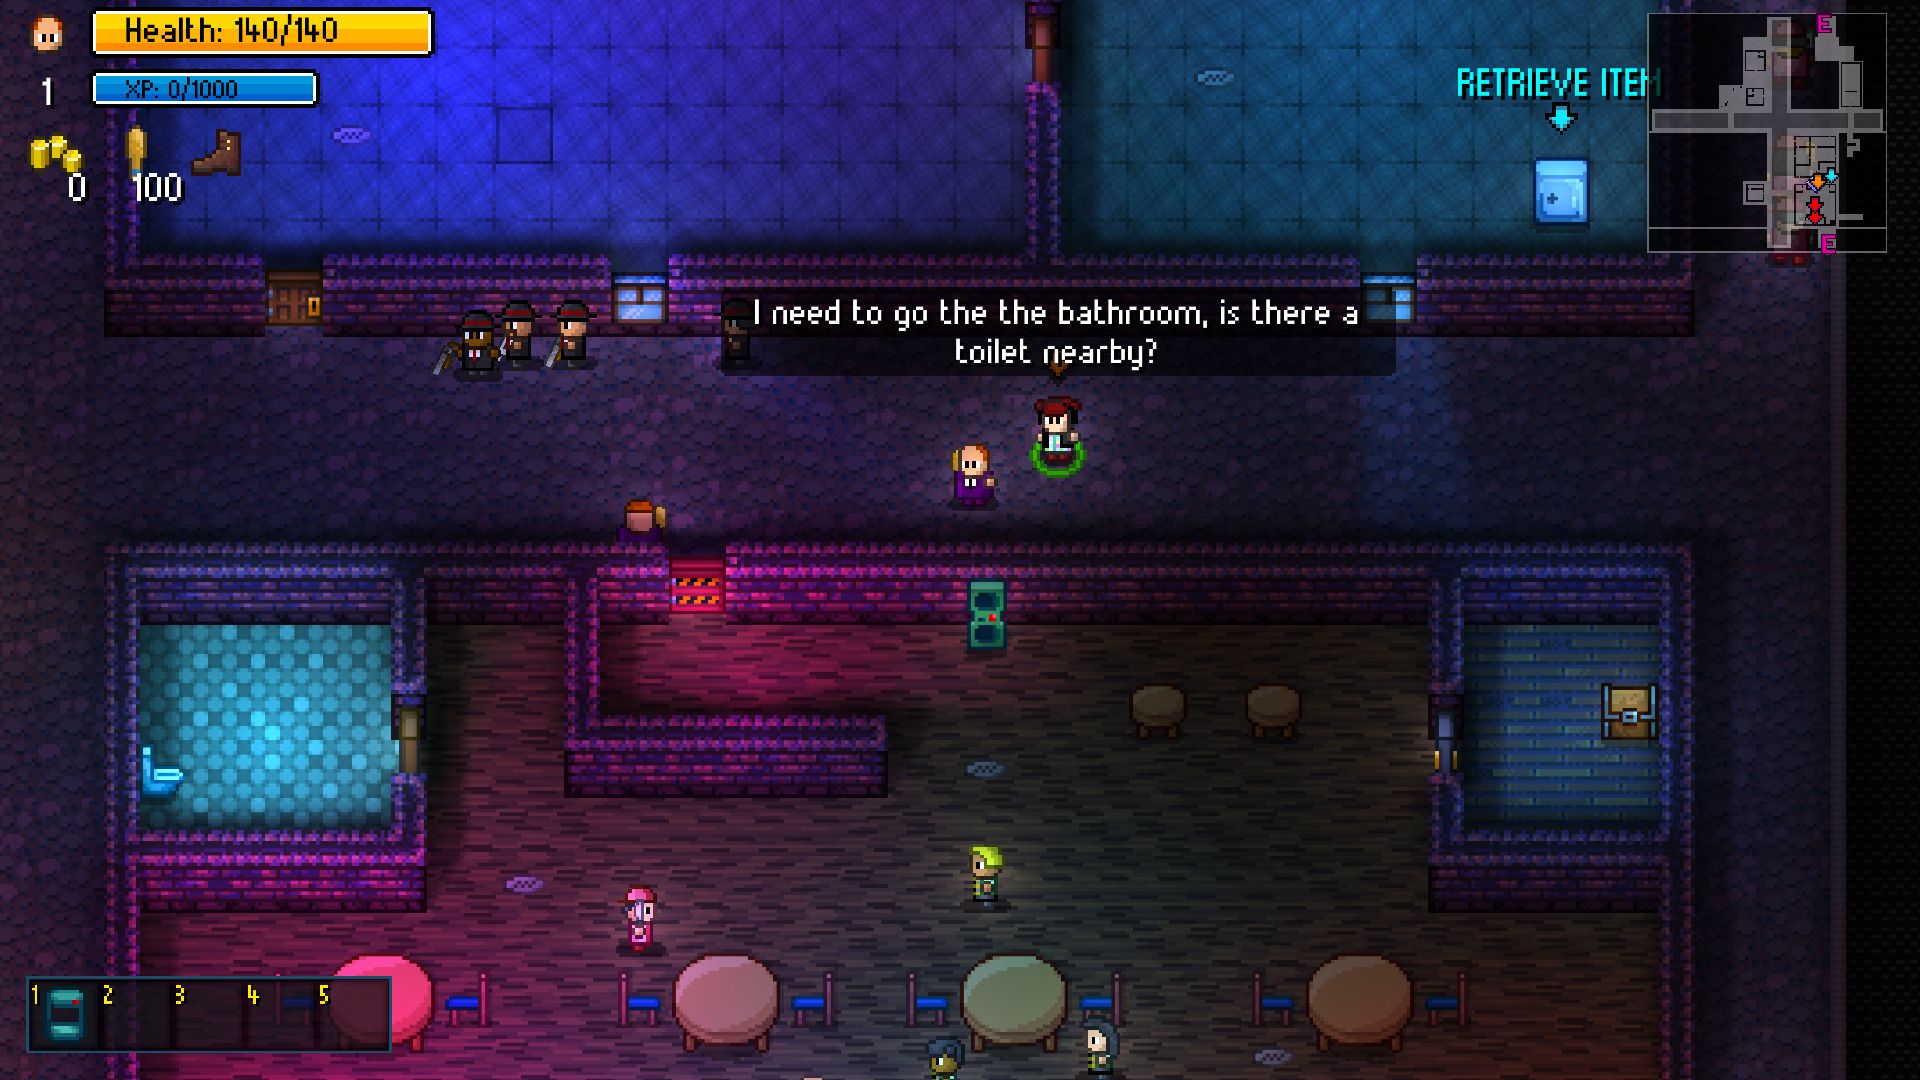 Health: 140/140
1
XP: 0/1000
0
100
RETRIEVE ITEM
E
E
I need to go the the bathroom, is there a
toilet nearby?
1 2 3 4 5